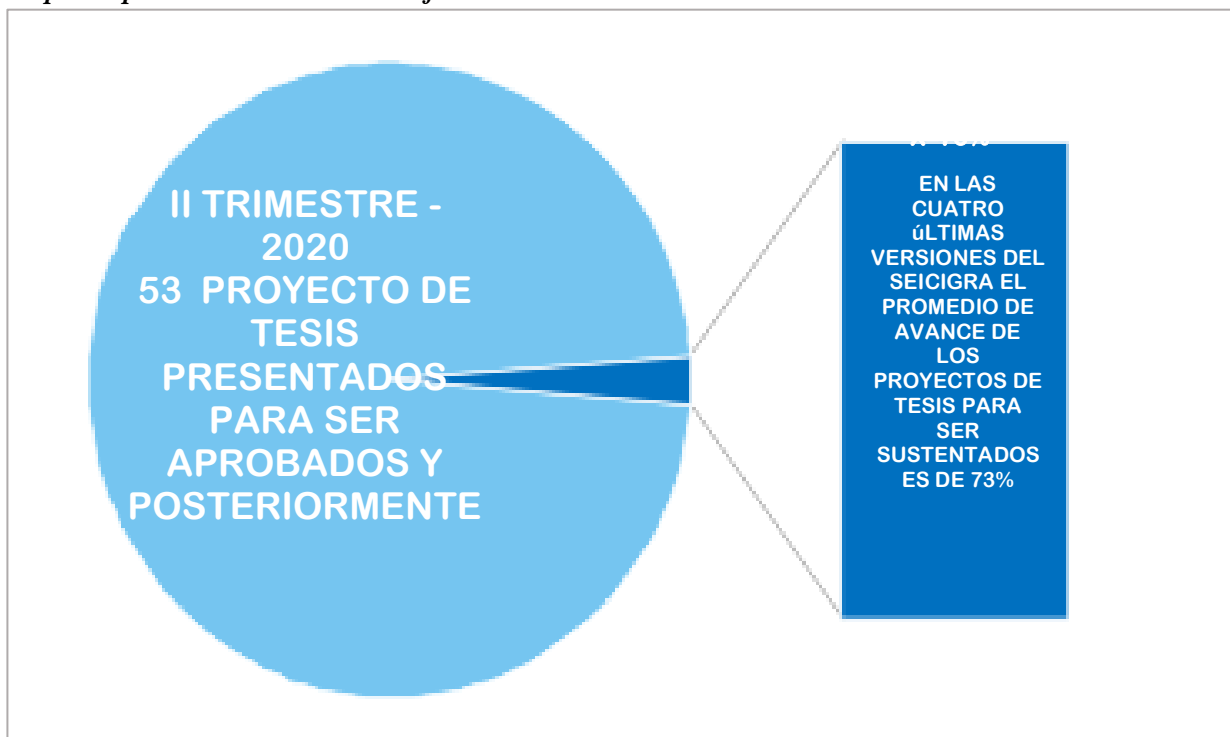 II TRIMESTRE -
2020
53 PROYECTO DE
TESIS
PRESENTADOS
PARA SER
APROBADOS Y
POSTERIORMENTE
EN LAS
CUATRO
úLTIMAS
VERSIONES DEL
SEICIGRA EL
PROMEDIO DE
AVANCE DE
LOS
PROYECTOS DE
TESIS PARA
SER
SUSTENTADOS
ES DE 73%